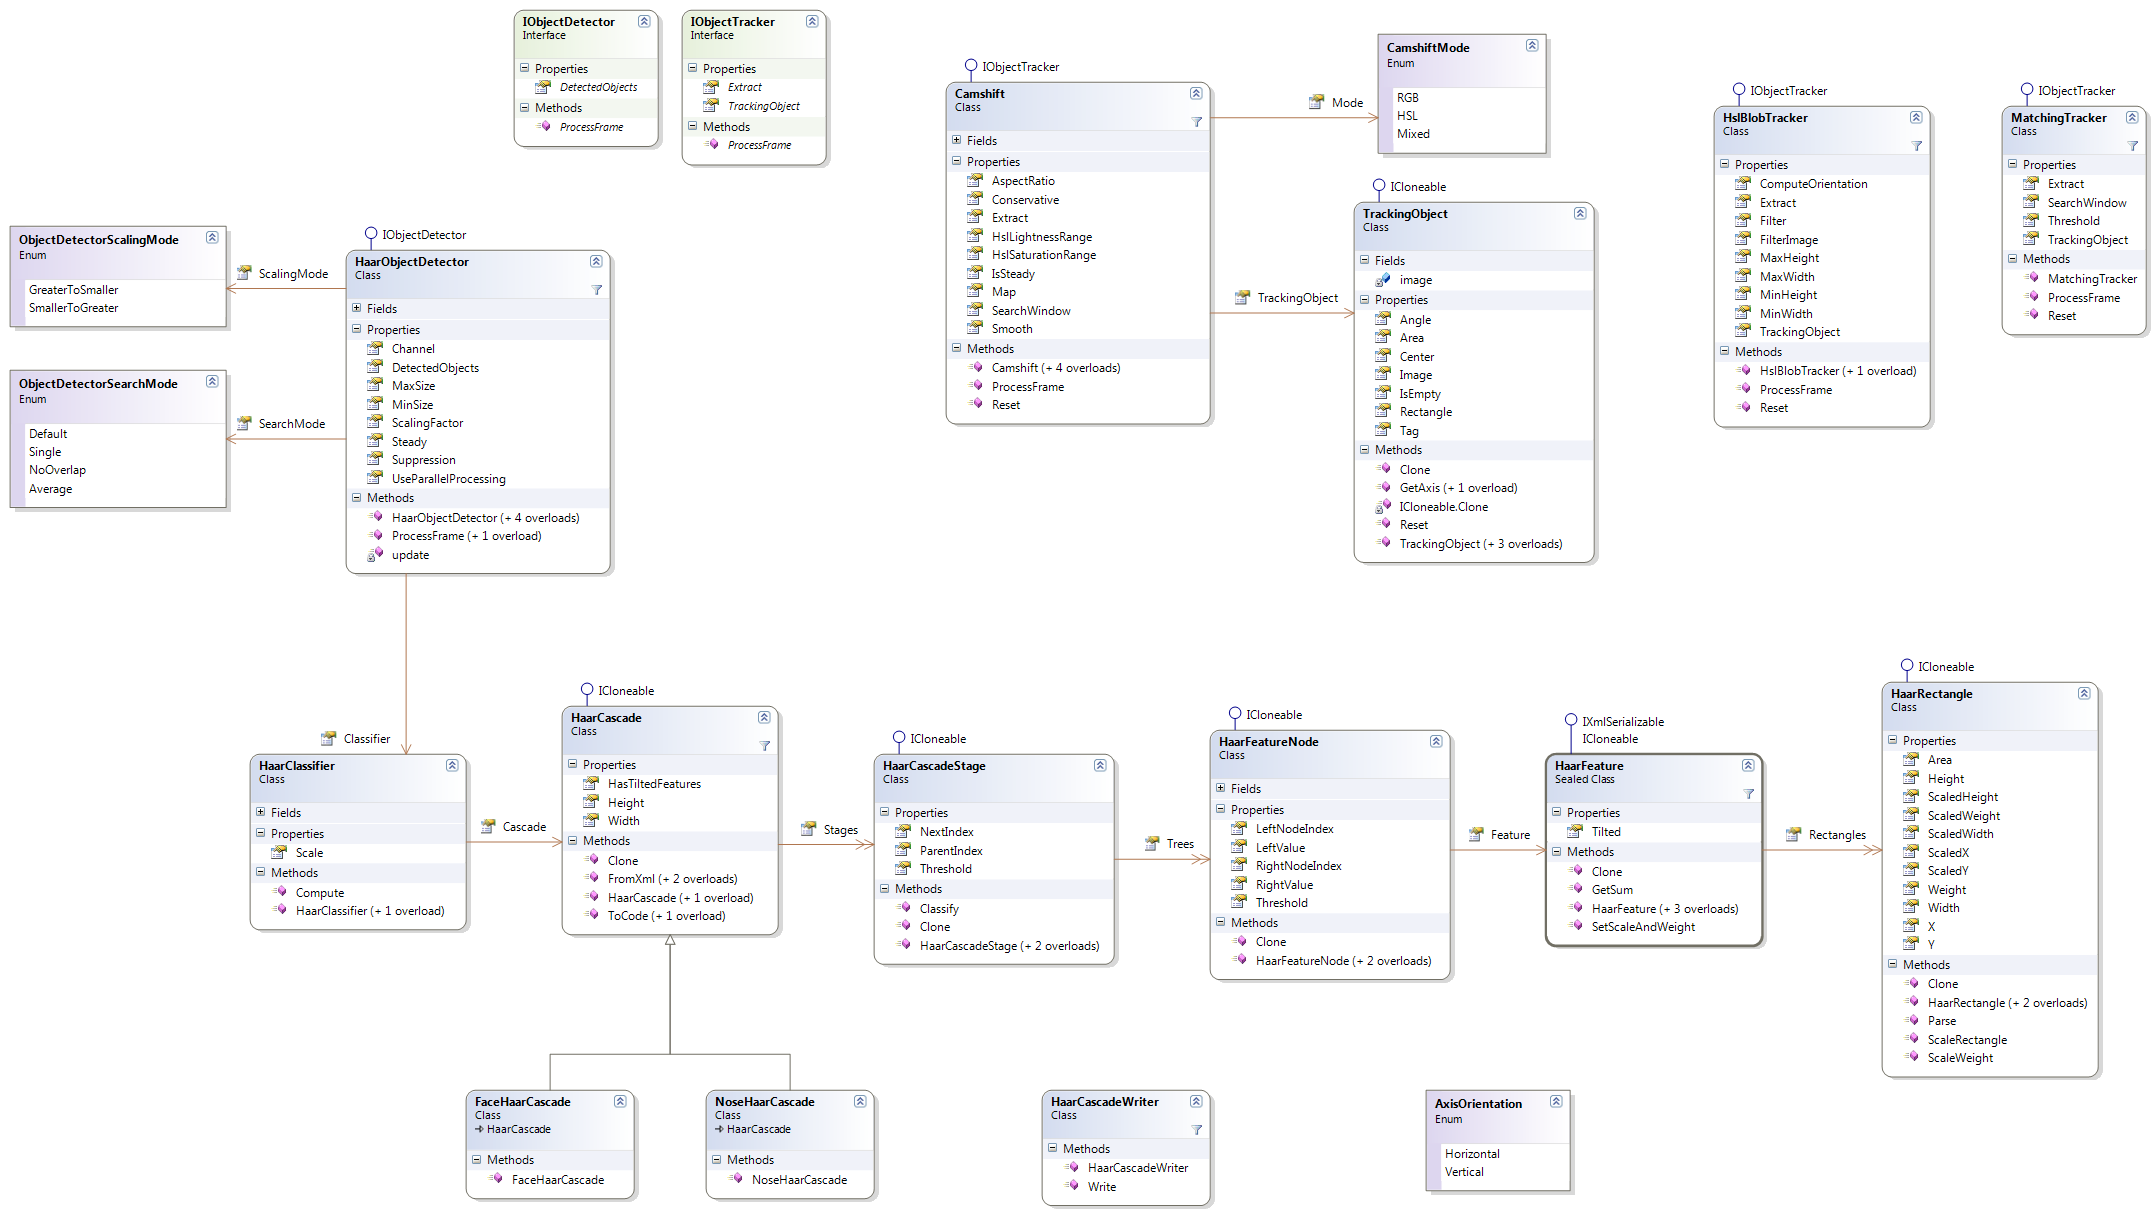 IObjectDetector
Interface
Properties
DetectedObjects
Methods
ProcessFrame
IObjectTracker
Interface
Properties
Extract
TrackingObject
Methods
ProcessFrame
IObjectTracker
Camshift
Class
Fields
Properties
AspectRatio
Conservative
Extract
HslLightnessRange
HslSaturationRange
IsSteady
Map
SearchWindow
Smooth
Methods
Camshift (+ 4 overloads)
ProcessFrame
Reset
Mode
CamshiftMode
Enum
RGB
HSL
Mixed
TrackingObject
ICloneable
TrackingObject
Class
Fields
image
Properties
Angle
Area
Center
Image
IsEmpty
Rectangle
Tag
Methods
Clone
GetAxis (+ 1 overload)
ICloneable.Clone
Reset
TrackingObject (+ 3 overloads)
IObjectTracker
HslBlobTracker
Class
Properties
ComputeOrientation
Extract
Filter
FilterImage
MaxHeight
MaxWidth
MinHeight
MinWidth
TrackingObject
Methods
HslBlobTracker (+ 1 overload)
ProcessFrame
Reset
IObjectTracker
MatchingTracker
Class
Properties
Extract
SearchWindow
Threshold
TrackingObject
Methods
MatchingTracker
ProcessFrame
Reset
ObjectDetectorScalingMode
Enum
GreaterToSmaller
SmallerToGreater
ScalingMode
ObjectDetectorSearchMode
Enum
Default
Single
NoOverlap
Average
SearchMode
IObjectDetector
HaarObjectDetector
Class
Fields
Properties
Channel
DetectedObjects
MaxSize
MinSize
ScalingFactor
Steady
Suppression
UseParallelProcessing
Methods
HaarObjectDetector (+ 4 overloads)
ProcessFrame (+ 1 overload)
update
Classifier
HaarClassifier
Class
Fields
Properties
Scale
Methods
Compute
HaarClassifier (+ 1 overload)
Cascade
ICloneable
HaarCascade
Class
Properties
HasTiltedFeatures
Height
Width
Methods
Clone
FromXml (+ 2 overloads)
HaarCascade (+ 1 overload)
ToCode (+ 1 overload)
Stages
ICloneable
HaarCascadeStage
Class
Properties
NextIndex
ParentIndex
Threshold
Methods
Classify
Clone
HaarCascadeStage (+ 2 overloads)
Trees
ICloneable
HaarFeatureNode
Class
Fields
Properties
LeftNodeIndex
LeftValue
RightNodeIndex
RightValue
Threshold
Methods
Clone
HaarFeatureNode (+ 2 overloads)
Feature
IXmlSerializable
ICloneable
HaarFeature
Sealed Class
Properties
Tilted
Methods
Clone
GetSum
HaarFeature (+ 3 overloads)
SetScaleAndWeight
Rectangles
ICloneable
HaarRectangle
Class
Properties
Area
Height
ScaledHeight
ScaledWeight
ScaledWidth
ScaledX
ScaledY
Weight
Width
X
Y
Methods
Clone
HaarRectangle (+ 2 overloads)
Parse
ScaleRectangle
ScaleWeight
FaceHaarCascade
Class
HaarCascade
Methods
FaceHaarCascade
NoseHaarCascade
Class
HaarCascade
Methods
NoseHaarCascade
HaarCascadeWriter
Class
Methods
HaarCascadeWriter
Write
AxisOrientation
Enum
Horizontal
Vertical